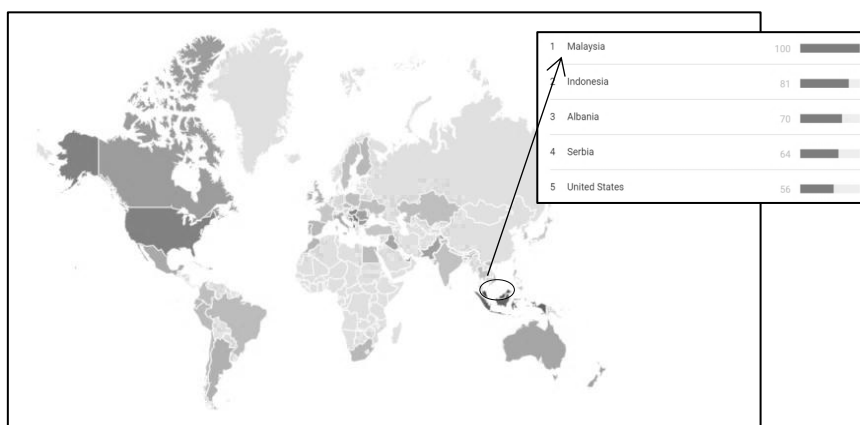 1 Malaysia 100
2 Indonesia 81
3 Albania 70
4 Serbia 64
5 United States 56